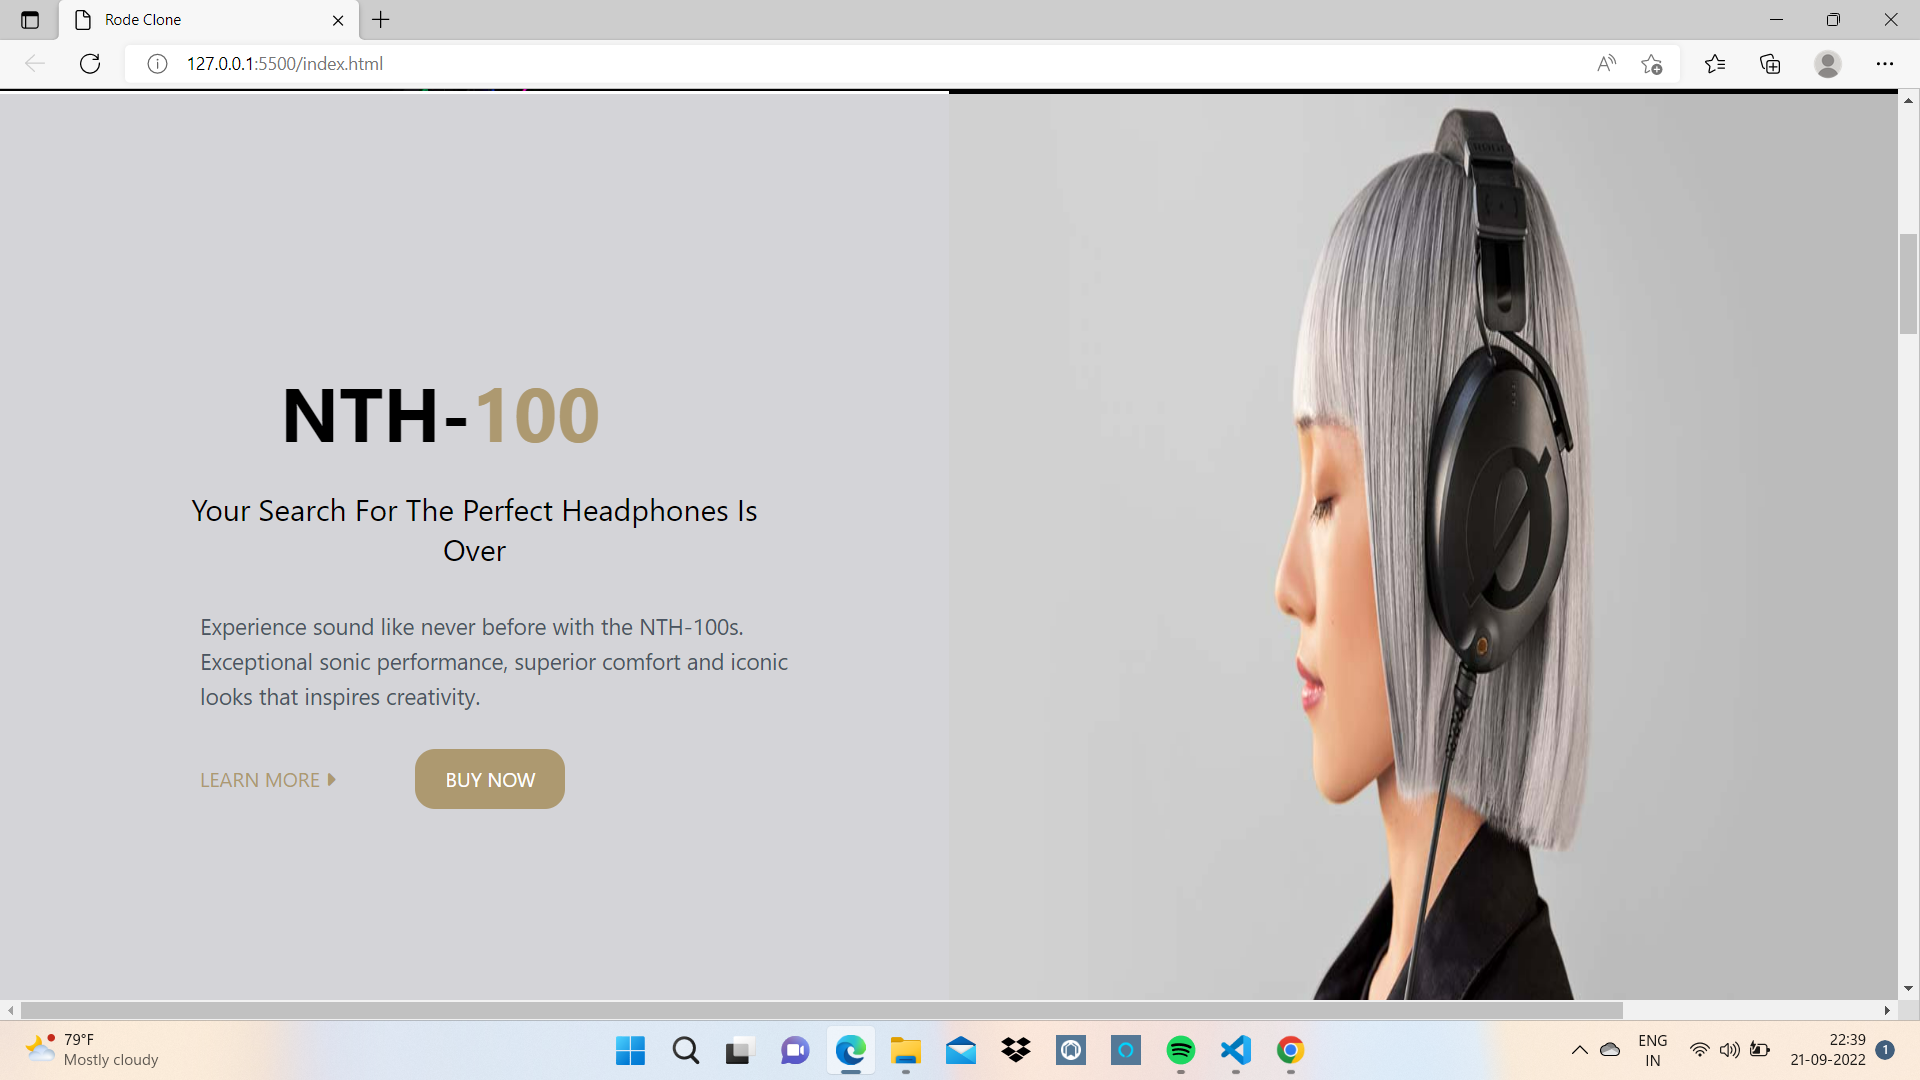 Rode Clone
127.0.0.1:5500/index.html
NTH-100
Your Search For The Perfect Headphones Is
Over
Experience sound like never before with the NTH-100s.
Exceptional sonic performance, superior comfort and iconic
looks that inspires creativity.
LEARN MORE
BUY NOW
79°F
Mostly cloudy
ENG
IN
22:39
21-09-2022
1